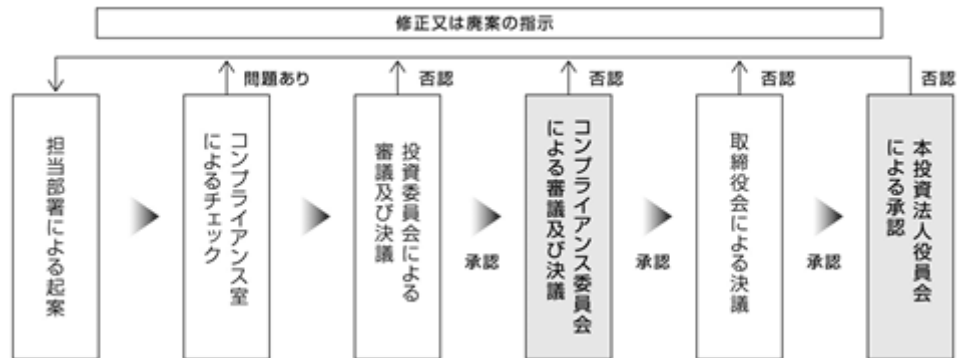 修正又は廃案の指示
問題あり
否認
否認
否認
否認
担当部署による起案
コンプライアンス室
によるチェック
投資委員会による
審議及び決議
承認
コンプライアンス委員会
による審議及び決議
承認
取締役会による決議
承認
本投資法人役員会
による承認